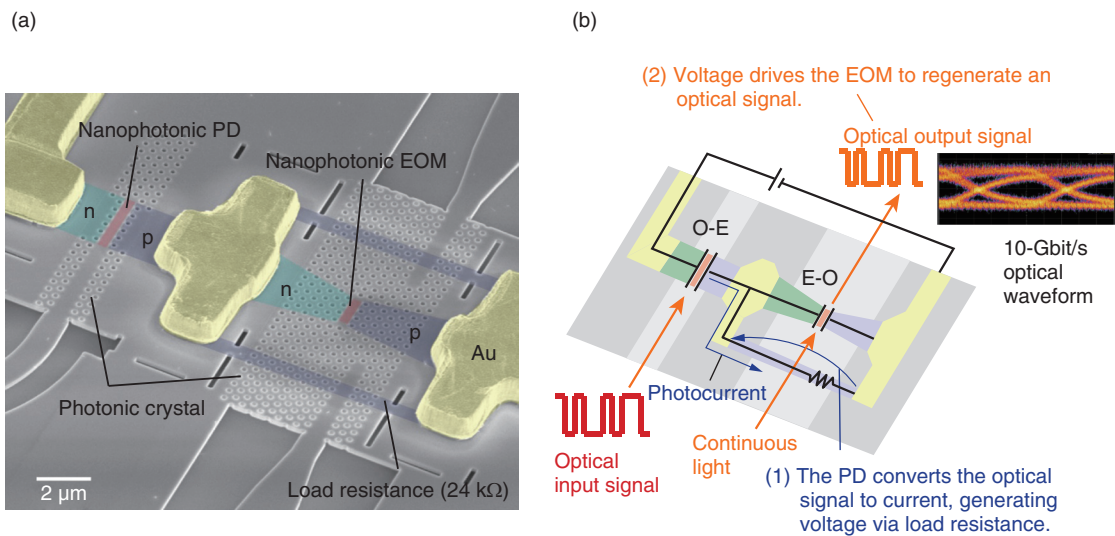 (a)
Nanophotonic PD
Nanophotonic EOM
n
p
n
p
Au
Photonic crystal
2 μm
Load resistance (24 kΩ)
(b)
(2) Voltage drives the EOM to regenerate an
optical signal.
Optical output signal
O-E
E-O
10-Gbit/s
optical
waveform
Photocurrent
Optical
input signal
Continuous
light
(1) The PD converts the optical
signal to current, generating
voltage via load resistance.